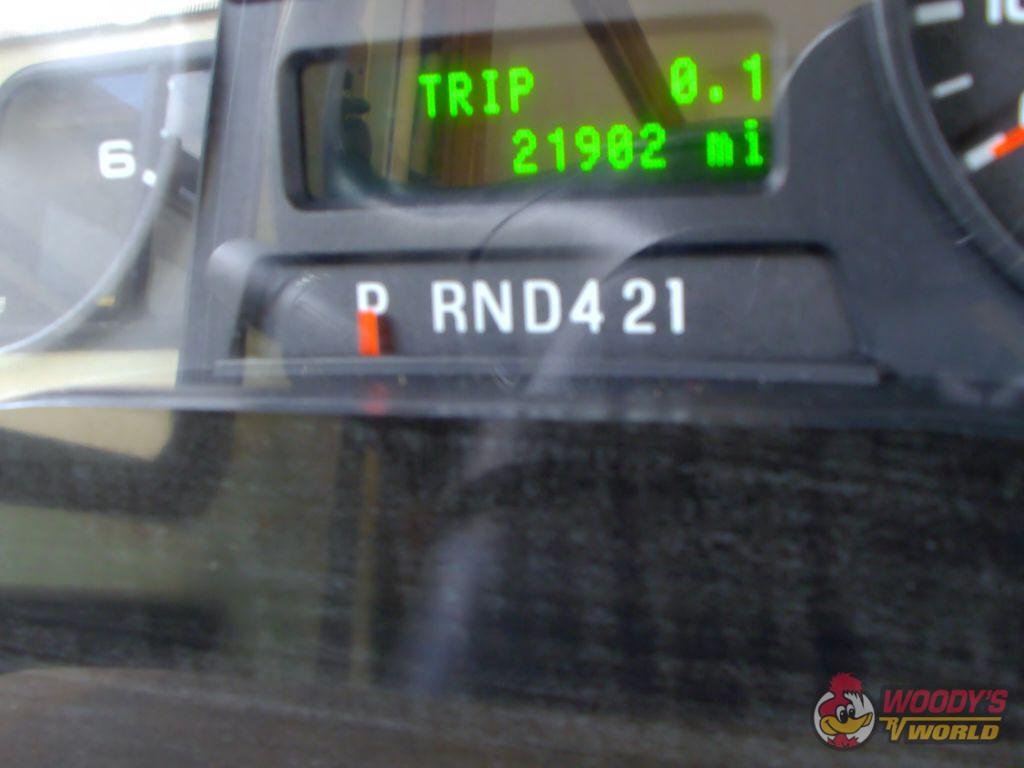 TRIP 0.1
21902 mi
6
P RND421
WOODY'S
RV WORLD